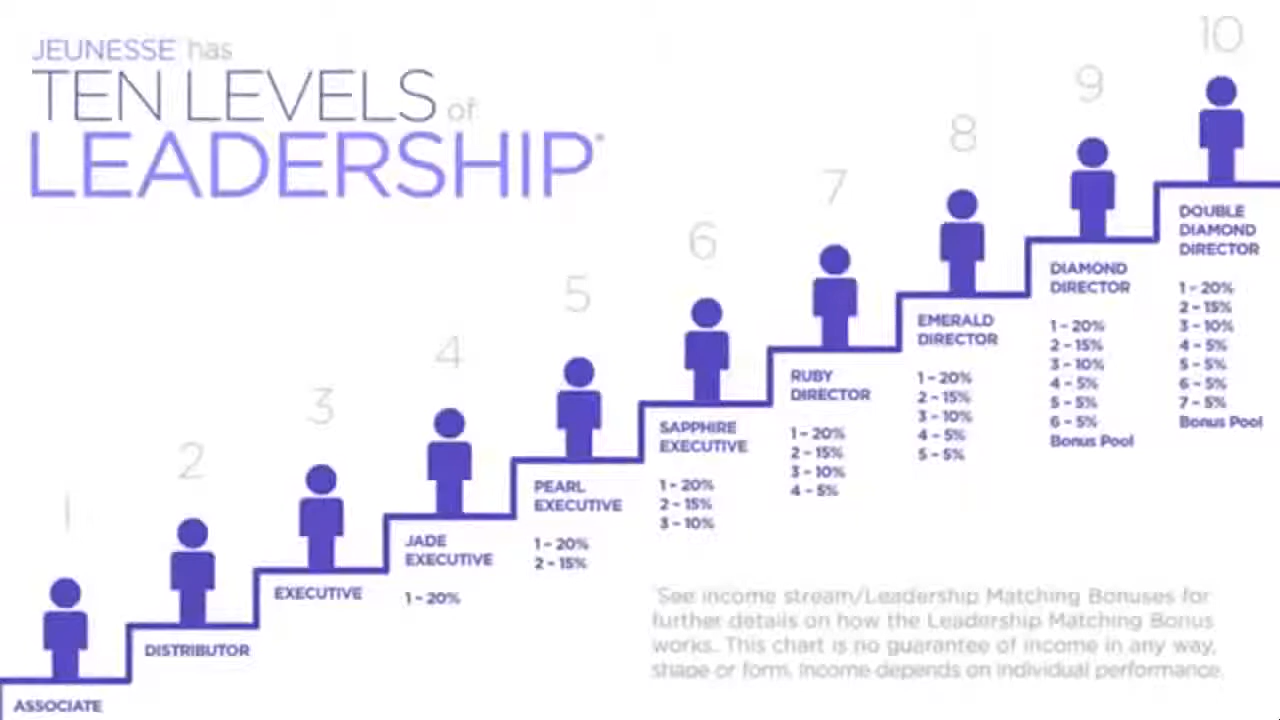 JEUNESSE has
TEN LEVELS of
LEADERSHIP*
1
ASSOCIATE
2
DISTRIBUTOR
3
EXECUTIVE
4
JADE
EXECUTIVE
1 - 20%
5
PEARL
EXECUTIVE
1 - 20%
2 - 15%
6
SAPPHIRE
EXECUTIVE
1 - 20%
2 - 15%
3 - 10%
7
RUBY
DIRECTOR
1 - 20%
2 - 15%
3 - 10%
4 - 5%
8
EMERALD
DIRECTOR
1 - 20%
2 - 15%
3 - 10%
4 - 5%
5 - 5%
9
DIAMOND
DIRECTOR
1 - 20%
2 - 15%
3 - 10%
4 - 5%
5 - 5%
6 - 5%
Bonus Pool
10
DOUBLE
DIAMOND
DIRECTOR
1 - 20%
2 - 15%
3 - 10%
4 - 5%
5 - 5%
6 - 5%
7 - 5%
Bonus Pool
*See income stream/Leadership Matching Bonuses for
further details on how the Leadership Matching Bonus
works. This chart is no guarantee of income in any way,
shape or form. Income depends on individual performance.